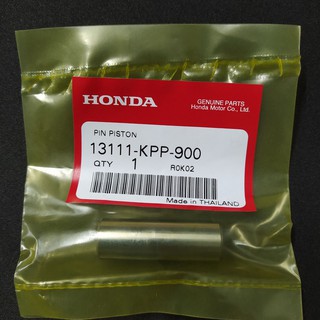 HONDA
GENUINE PARTS
Honda Motor Co., Ltd.
PIN PISTON
13111-KPP-900
QTY 1 R0K02
Made in THAILAND